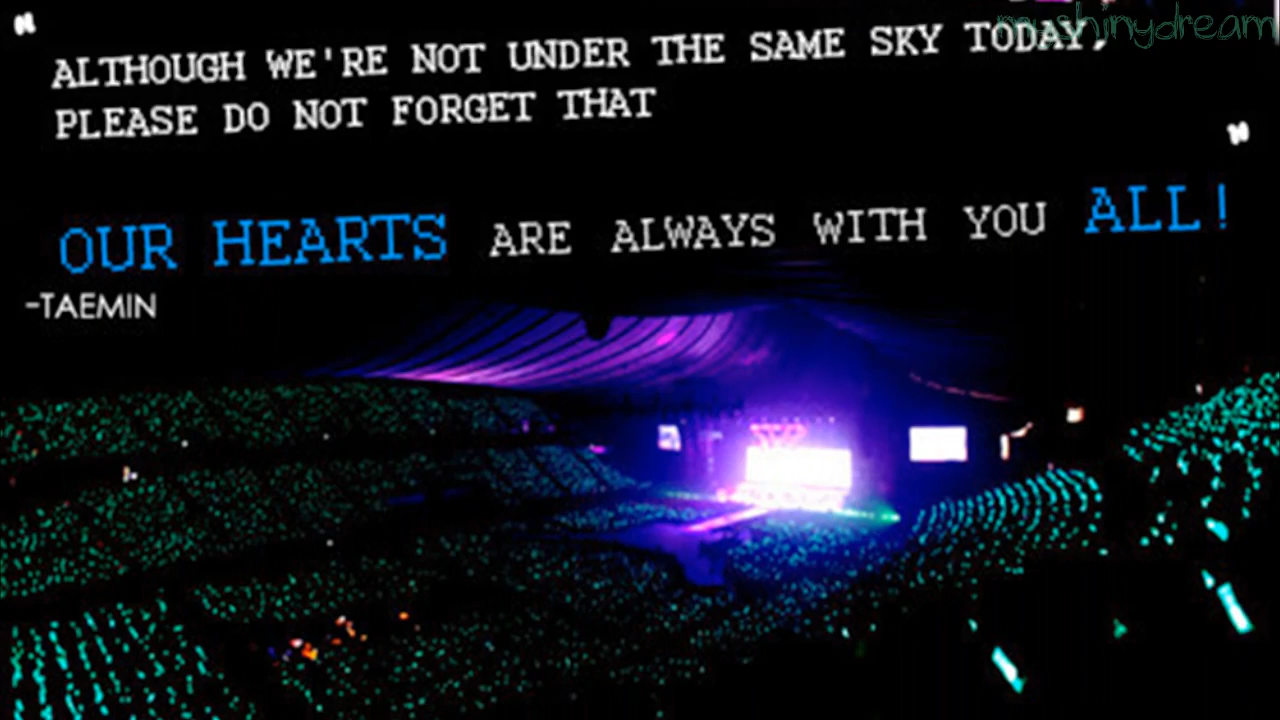 "
myshinydream
ALTHOUGH WE'RE NOT UNDER THE SAME SKY TODAY,
PLEASE DO NOT FORGET THAT
"
OUR HEARTS ARE ALWAYS WITH YOU ALL!
-TAEMIN